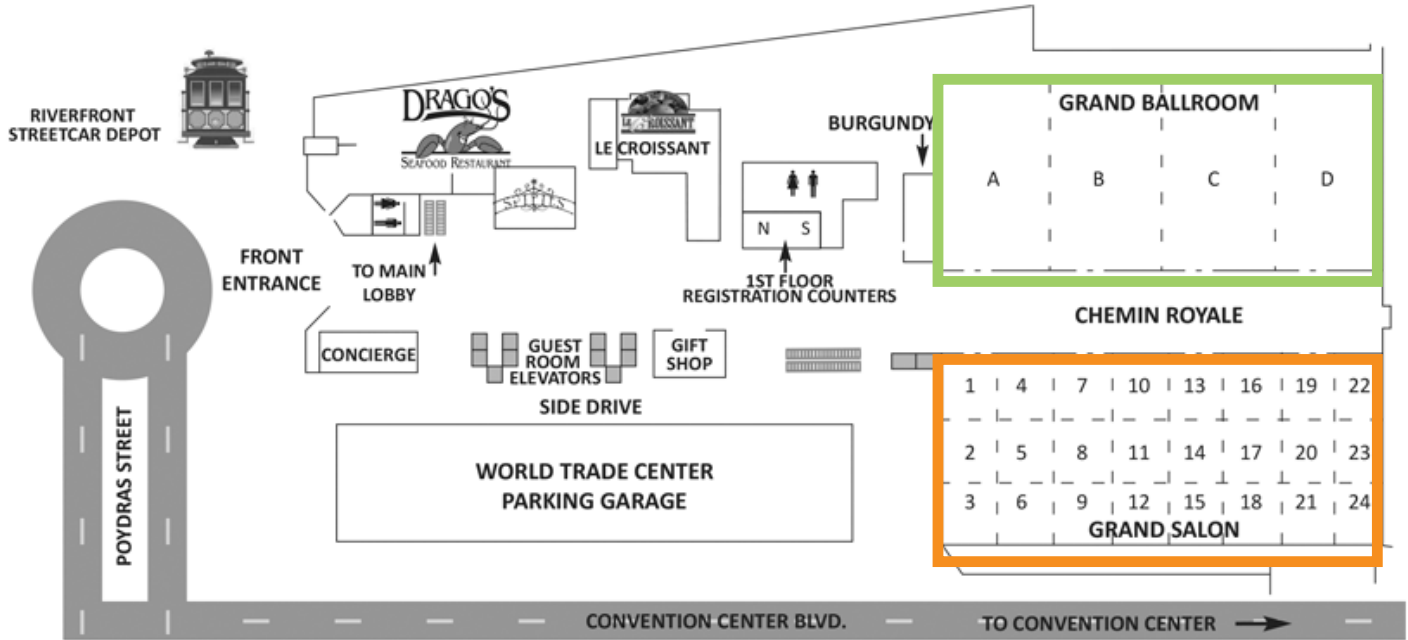 RIVERFRONT
STREETCAR DEPOT
DRAGO'S
SEAFOOD RESTAURANT
SPIRITS
LE CROISSANT
LE CROISSANT
BURGUNDY
N S
1ST FLOOR
REGISTRATION COUNTERS
GRAND BALLROOM
A B C D
FRONT
ENTRANCE
TO MAIN
LOBBY
CHEMIN ROYALE
CONCIERGE
GUEST
ROOM
ELEVATORS
GIFT
SHOP
SIDE DRIVE
1 4 7 10 13 16 19 22
2 5 8 11 14 17 20 23
3 6 9 12 15 18 21 24
GRAND SALON
WORLD TRADE CENTER
PARKING GARAGE
POYDRAS STREET
CONVENTION CENTER BLVD.
TO CONVENTION CENTER